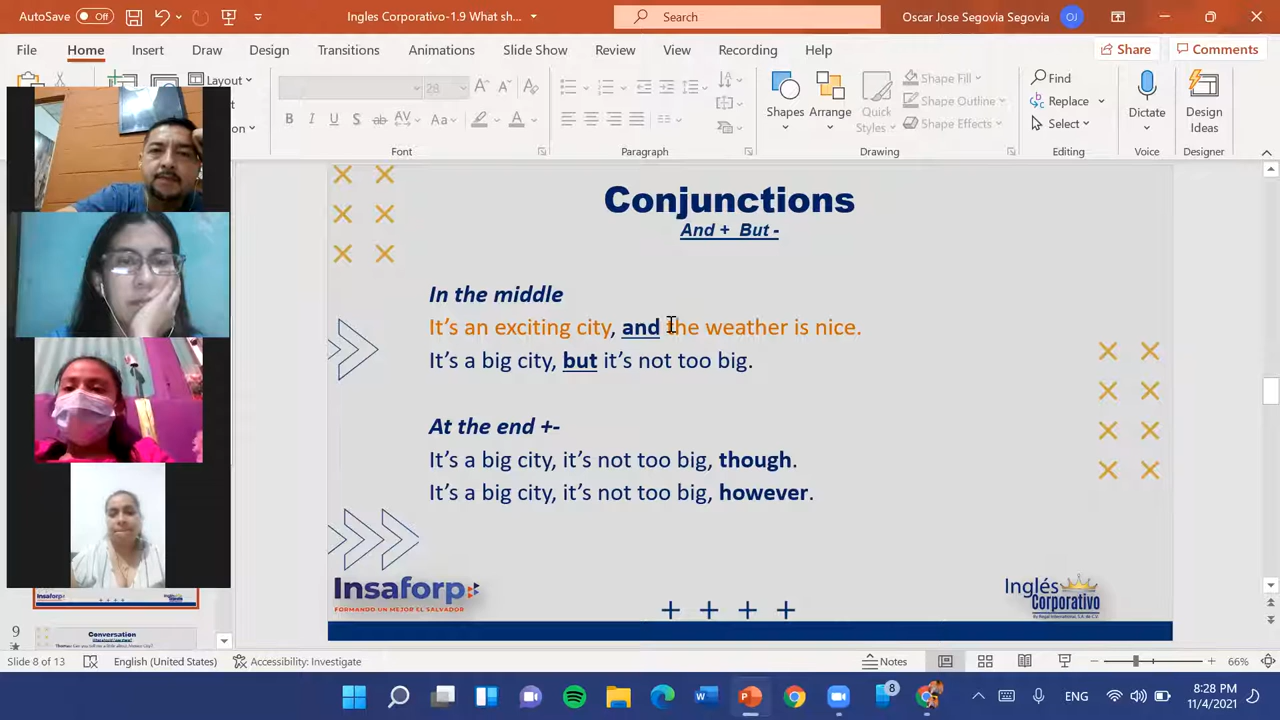 AutoSave Off Ingles Corporativo-1.9 What sh... Search Oscar Jose Segovia Segovia OJ
File Home Insert Draw Design Transitions Animations Slide Show Review View Recording Help Share Comments
Layout Shape Fill Find
Shape Outline Replace
Shapes Arrange Quick Styles Shape Effects Select Dictate Design Ideas
Font Paragraph Drawing Editing Voice Designer
Conjunctions
And + But -
In the middle
It's an exciting city, and the weather is nice.
It's a big city, but it's not too big.
At the end +-
It's a big city, it's not too big, though.
It's a big city, it's not too big, however.
Insaforp
FORMANDO UN MEJOR EL SALVADOR
Inglés
Corporativo
By Regal International, S.A. de C.V.
9
Conversation
Slide 8 of 13 English (United States) Accessibility: Investigate Notes 66%
8 ENG 8:28 PM
11/4/2021